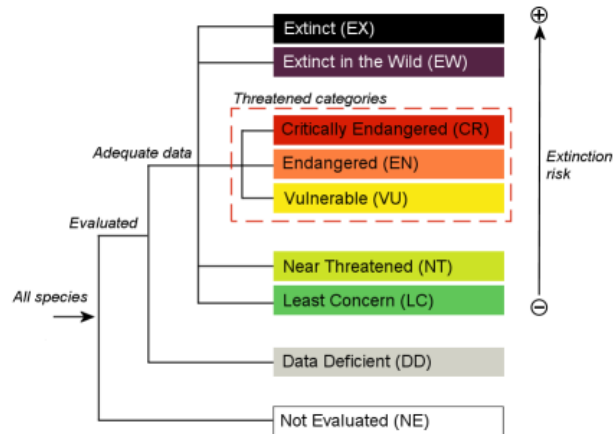 Extinct (EX)
Extinct in the Wild (EW)
Threatened categories
Critically Endangered (CR)
Adequate data
Endangered (EN)
Extinction
risk
Vulnerable (VU)
Evaluated
Near Threatened (NT)
All species
Least Concern (LC)
Data Deficient (DD)
Not Evaluated (NE)